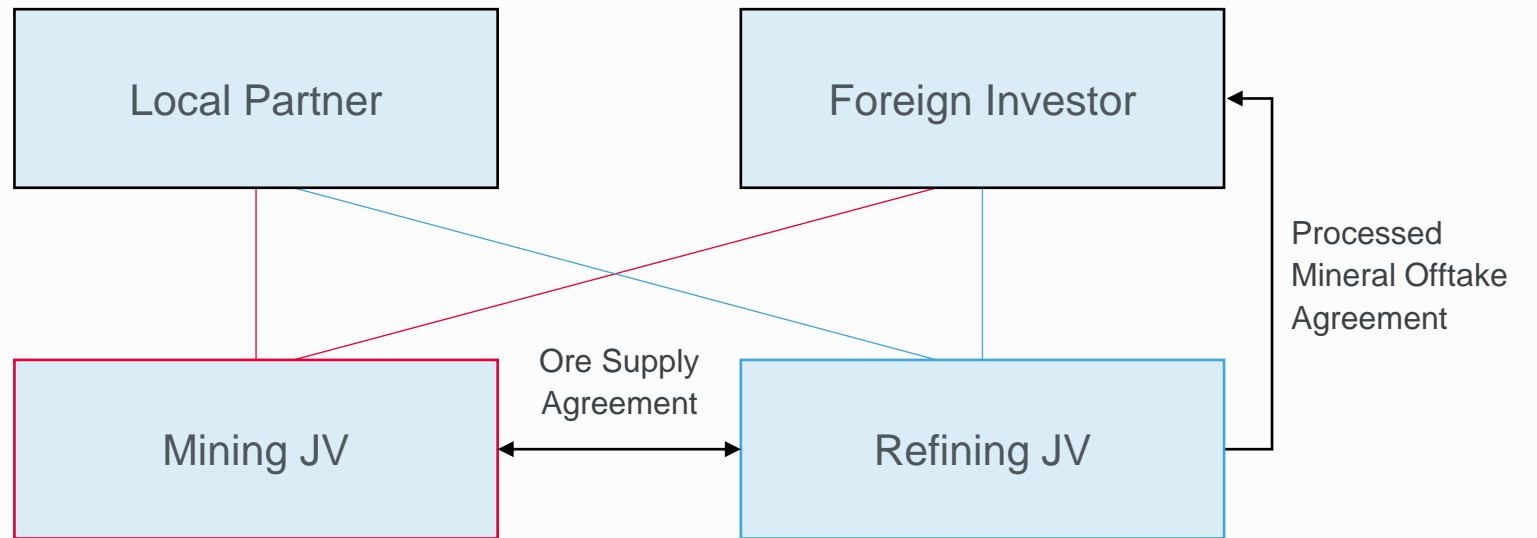 Local Partner
Foreign Investor
Processed
Mineral Offtake
Agreement
Ore Supply
Agreement
Mining JV
Refining JV